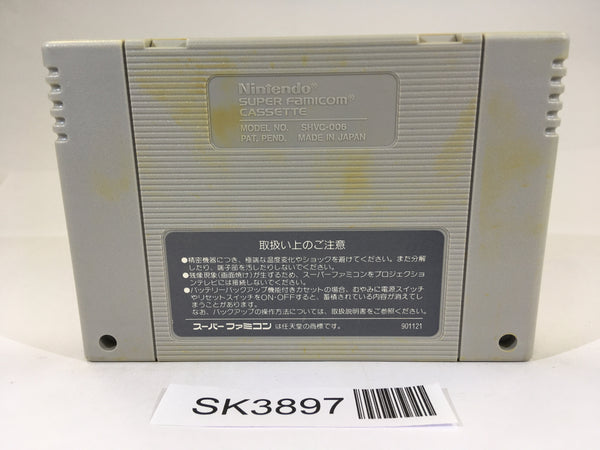 Nintendo®
SUPER FAMICOM®
CASSETTE
MODEL NO. SHVC-006
PAT. PEND. MADE IN JAPAN
取扱い上のご注意
●精密機器につき、極端な温度変化やショックを避けてください。また分解
したり、端子部を汚したりしないでください。
●残像現象(画面焼け)が生ずるため、スーパーファミコンをプロジェクショ
ンテレビには接続しないでください。
●バッテリーバックアップ機能付きカセットの場合、むやみに電源スイッチ
やリセットスイッチをON-OFFすると、蓄積されている内容が消えてし
まうことがあります。
なお、バックアップの操作方法については、取扱説明書をご参照ください。
スーパーファミコン は任天堂の商標です。 901121
SK3897